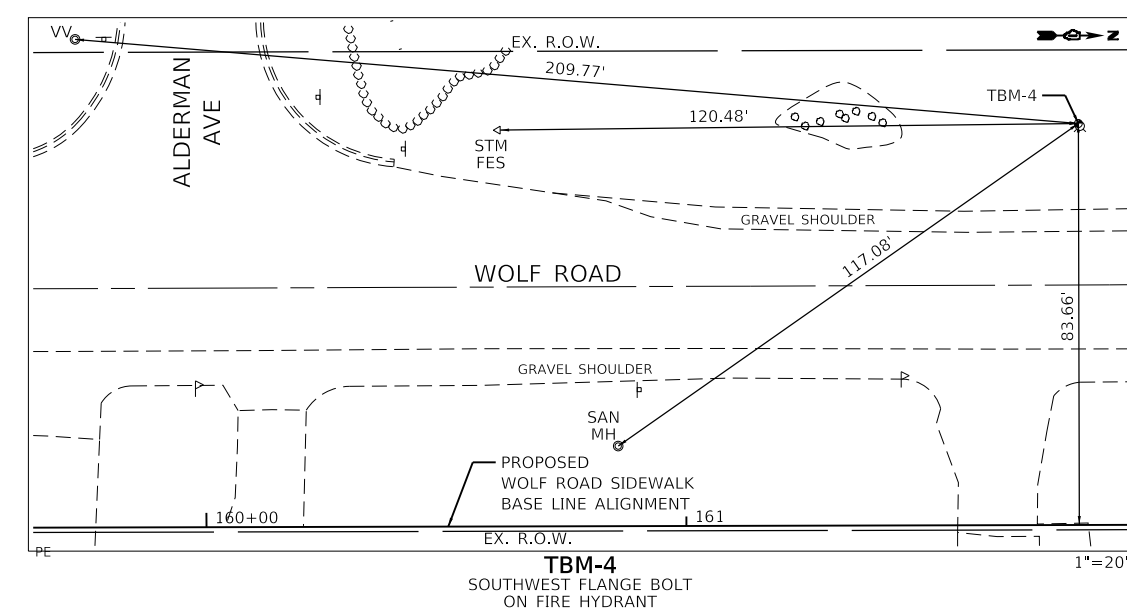 VV
EX. R.O.W.
N
209.77'
TBM-4
ALDERMAN
AVE
120.48'
STM
FES
GRAVEL SHOULDER
117.08'
WOLF ROAD
83.66'
GRAVEL SHOULDER
SAN
MH
PROPOSED
WOLF ROAD SIDEWALK
BASE LINE ALIGNMENT
160+00
161
EX. R.O.W.
PE
TBM-4
1"=20'
SOUTHWEST FLANGE BOLT
ON FIRE HYDRANT